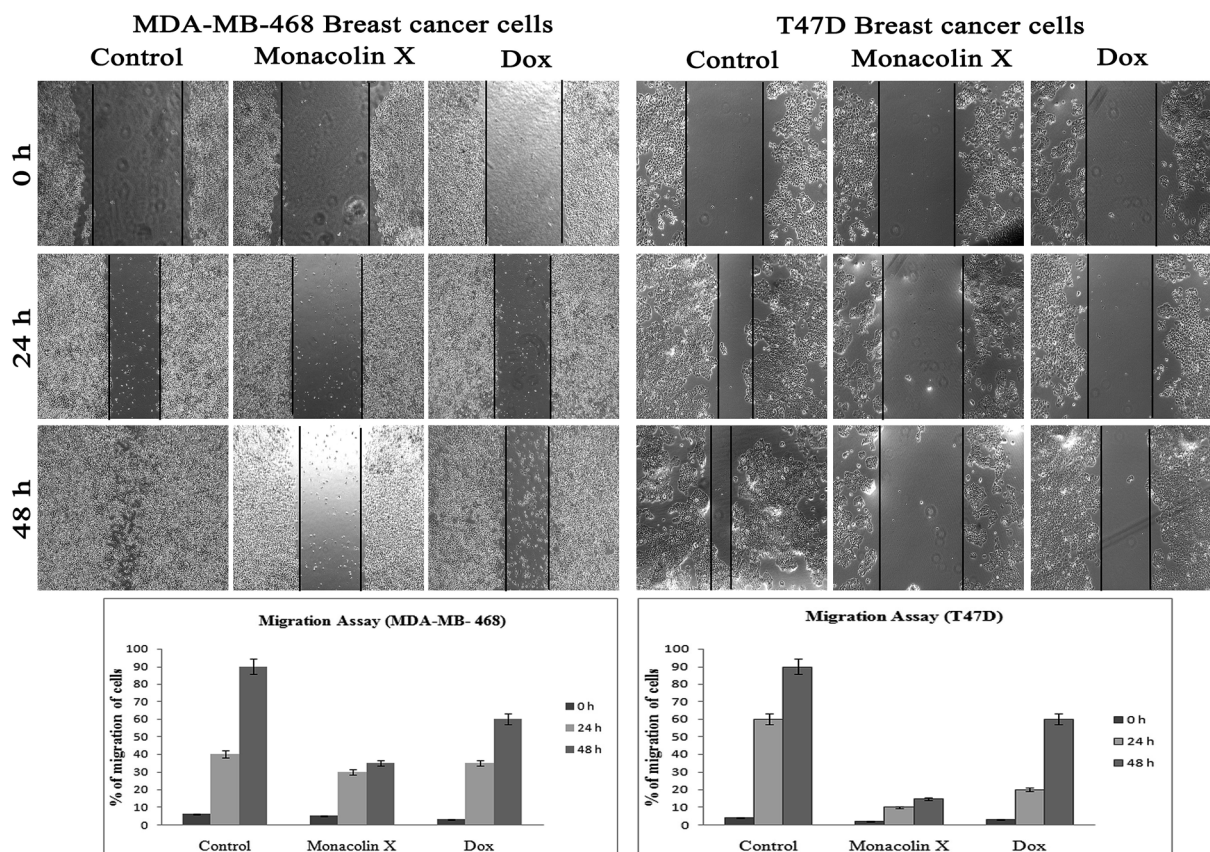 MDA-MB-468 Breast cancer cells
Control Monacolin X Dox
T47D Breast cancer cells
Control Monacolin X Dox
0 h
24 h
48 h
Migration Assay (MDA-MB- 468)
% of migration of cells
100
90
80
70
60
50
40
30
20
10
0
Control Monacolin X Dox
0 h
24 h
48 h
Migration Assay (T47D)
% of migration of cells
100
90
80
70
60
50
40
30
20
10
0
Control Monacolin X Dox
0 h
24 h
48 h